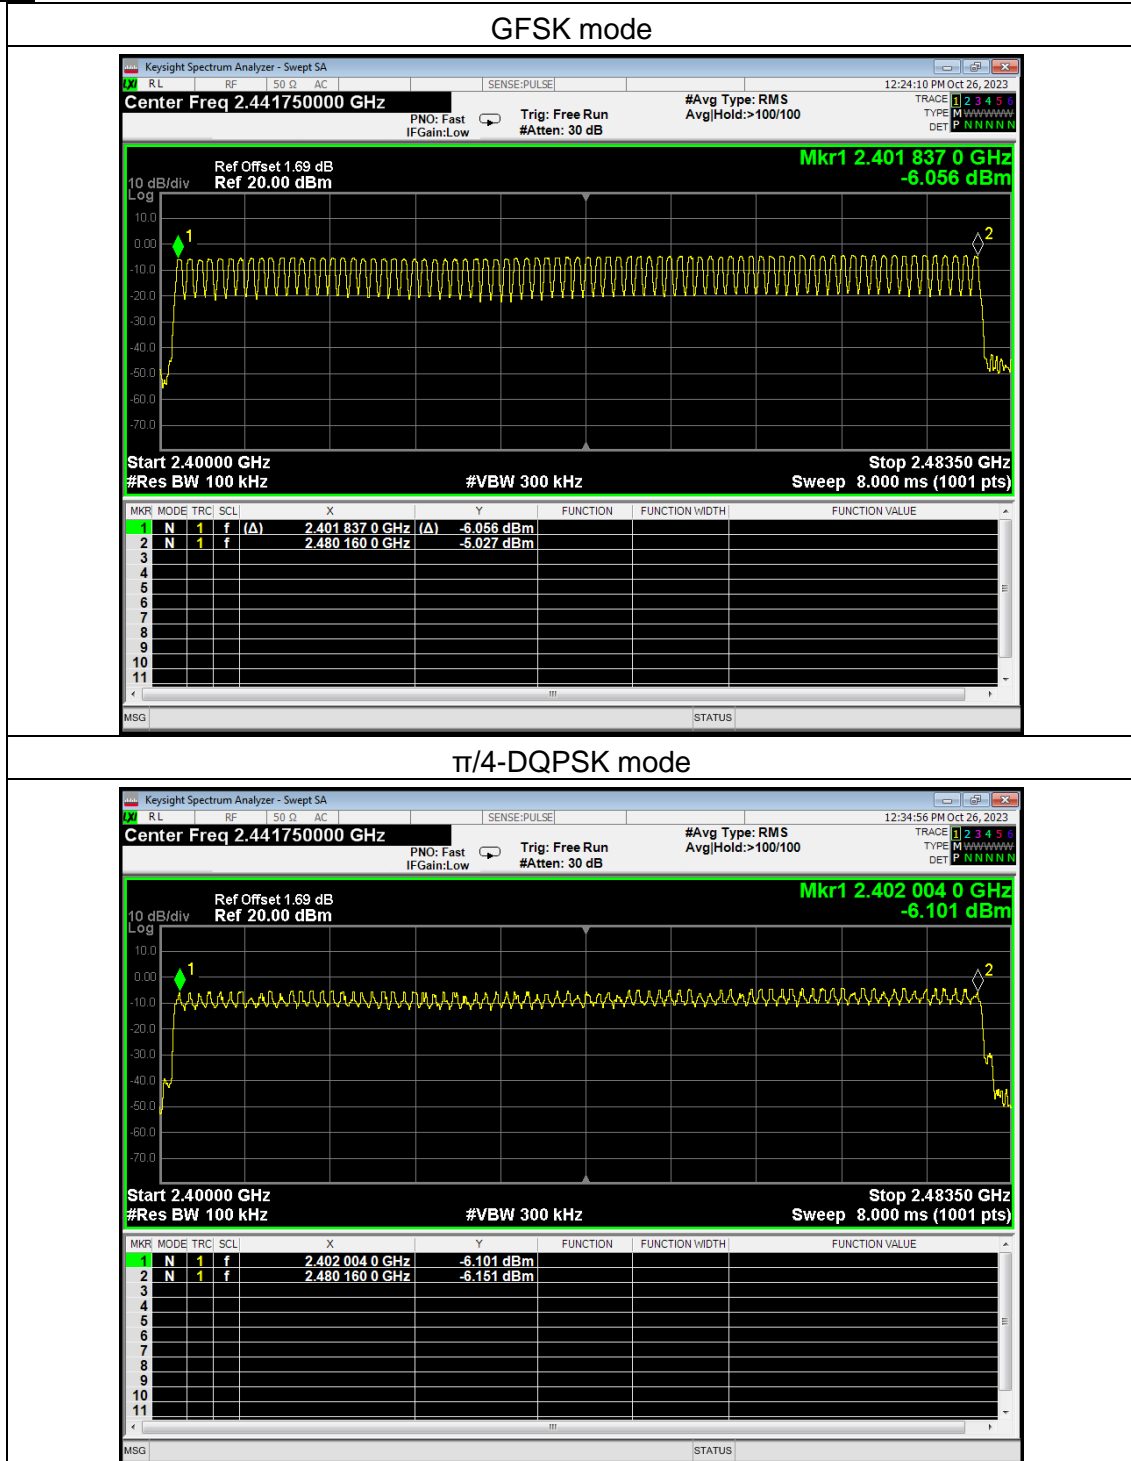 GFSK mode
Keysight Spectrum Analyzer - Swept SA
LXI RL RF 50 Ω AC SENSE:PULSE 12:24:10 PM Oct 26, 2023
Center Freq 2.441750000 GHz #Avg Type: RMS TRACE 1 2 3 4 5 6
PNO: Fast Trig: Free Run Avg|Hold:>100/100 TYPE M WWWWW
IFGain:Low #Atten: 30 dB DET P N N N N N
Mkr1 2.401 837 0 GHz
Ref Offset 1.69 dB
10 dB/div Ref 20.00 dBm -6.056 dBm
Log
10.0
1 2
0.00
-10.0
-20.0
-30.0
-40.0
-50.0
-60.0
-70.0
Start 2.40000 GHz Stop 2.48350 GHz
#Res BW 100 kHz #VBW 300 kHz Sweep 8.000 ms (1001 pts)
MKR MODE TRC SCL X Y FUNCTION FUNCTION WIDTH FUNCTION VALUE
1 N 1 f (Δ) 2.401 837 0 GHz (Δ) -6.056 dBm
2 N 1 f 2.480 160 0 GHz -5.027 dBm
3
4
5
6
7
8
9
10
11
MSG STATUS
π/4-DQPSK mode
Keysight Spectrum Analyzer - Swept SA
LXI RL RF 50 Ω AC SENSE:PULSE 12:34:56 PM Oct 26, 2023
Center Freq 2.441750000 GHz #Avg Type: RMS TRACE 1 2 3 4 5 6
PNO: Fast Trig: Free Run Avg|Hold:>100/100 TYPE M WWWWW
IFGain:Low #Atten: 30 dB DET P N N N N N
Mkr1 2.402 004 0 GHz
Ref Offset 1.69 dB
10 dB/div Ref 20.00 dBm -6.101 dBm
Log
10.0
1 2
0.00
-10.0
-20.0
-30.0
-40.0
-50.0
-60.0
-70.0
Start 2.40000 GHz Stop 2.48350 GHz
#Res BW 100 kHz #VBW 300 kHz Sweep 8.000 ms (1001 pts)
MKR MODE TRC SCL X Y FUNCTION FUNCTION WIDTH FUNCTION VALUE
1 N 1 f 2.402 004 0 GHz -6.101 dBm
2 N 1 f 2.480 160 0 GHz -6.151 dBm
3
4
5
6
7
8
9
10
11
MSG STATUS